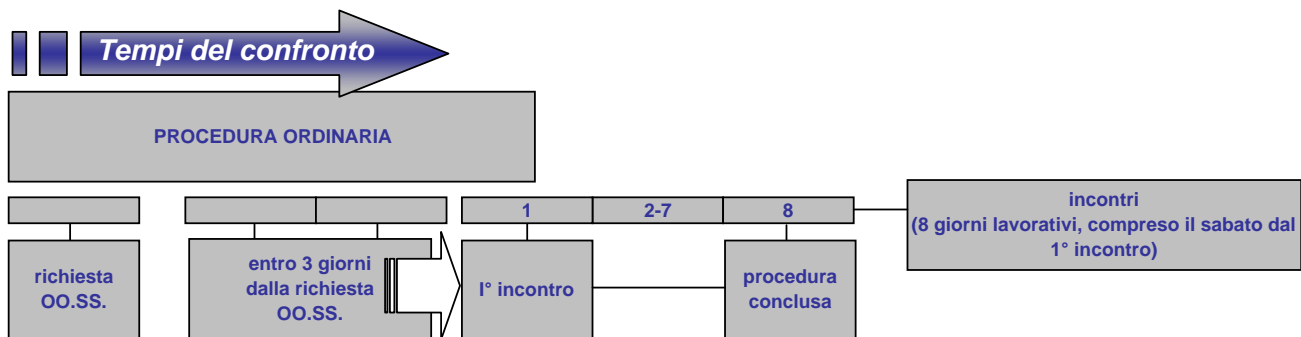 Tempi del confronto
PROCEDURA ORDINARIA
1
2-7
8
incontri
(8 giorni lavorativi, compreso il sabato dal
1° incontro)
richiesta
OO.SS.
entro 3 giorni
dalla richiesta
OO.SS.
I° incontro
procedura
conclusa